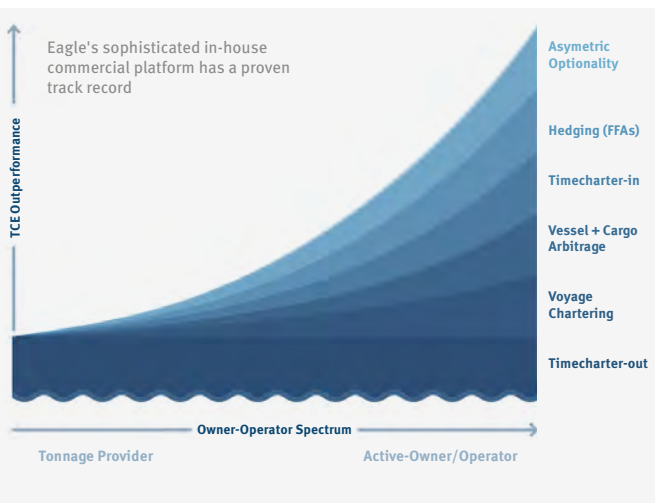 Eagle's sophisticated in-house
commercial platform has a proven
track record
TCE Outperformance
Asymetric
Optionality
Hedging (FFAs)
Timecharter-in
Vessel + Cargo
Arbitrage
Voyage
Chartering
Timecharter-out
Owner-Operator Spectrum
Tonnage Provider
Active-Owner/Operator